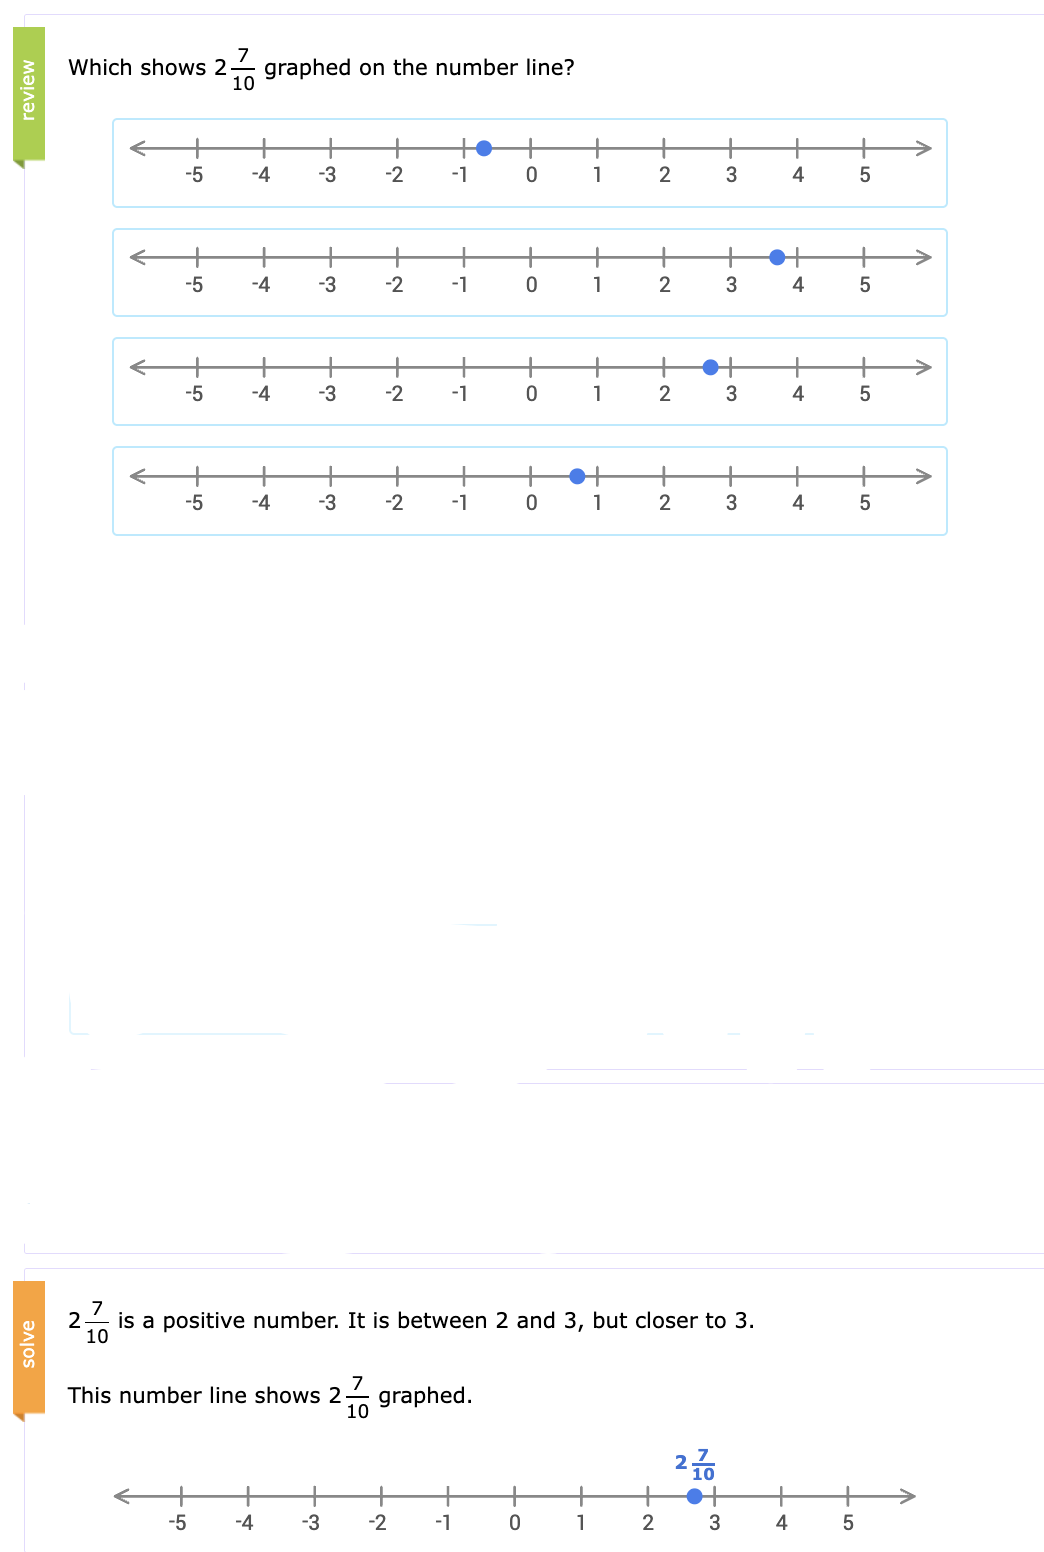 review
Which shows 2 7/10 graphed on the number line?
-5 -4 -3 -2 -1 0 1 2 3 4 5
-5 -4 -3 -2 -1 0 1 2 3 4 5
-5 -4 -3 -2 -1 0 1 2 3 4 5
-5 -4 -3 -2 -1 0 1 2 3 4 5
solve
2 7/10 is a positive number. It is between 2 and 3, but closer to 3.
This number line shows 2 7/10 graphed.
2 7/10
-5 -4 -3 -2 -1 0 1 2 3 4 5